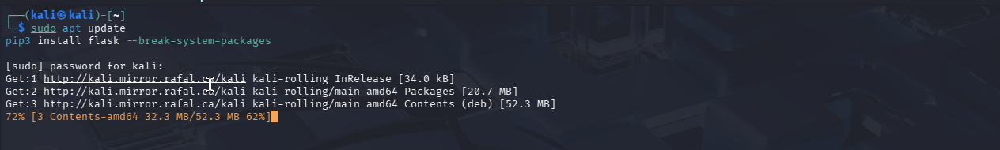 ┌──(kali㉿kali)-[~]
└─$ sudo apt update
pip3 install flask --break-system-packages
[sudo] password for kali:
Get:1 http://kali.mirror.rafal.ca/kali kali-rolling InRelease [34.0 kB]
Get:2 http://kali.mirror.rafal.ca/kali kali-rolling/main amd64 Packages [20.7 MB]
Get:3 http://kali.mirror.rafal.ca/kali kali-rolling/main amd64 Contents (deb) [52.3 MB]
72% [3 Contents-amd64 32.3 MB/52.3 MB 62%]